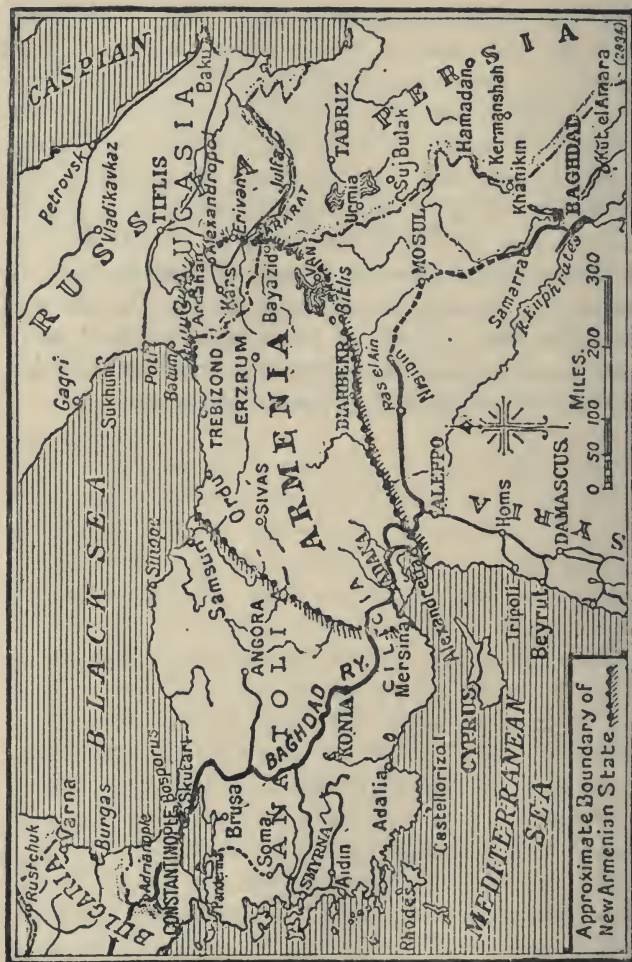 CASPIAN
RUSSIA
Petrovsk
Vladikavkaz
Gagri
Sukhum
CAUCASIA
Baku
TIFLIS
Poti
Batum
Ardahan
Alexandropol
Kars
Erivan
Julfa
ARARAT
Bayazid
BLACK SEA
Rustchuk
Varna
BULGARIA
Burgas
Adrianople
CONSTANTINOPLE
Bosporus
Skutari
Panderma
Sinope
Samsun
Ordu
TREBIZOND
ERZRUM
SIVAS
ARMENIA
ANGORA
ANATOLIA
Brusa
Soma
SMYRNA
Aidin
BAGHDAD RY.
KONIA
Adalia
CILICIA
Mersina
ADANA
Alexandretta
VAN
Bitlis
DIARBEKR
Ras el Ain
Nisibin
MOSUL
TABRIZ
Urumia
Suj Bulak
PERSIA
Hamadan
Kermanshah
Khanikin
BAGHDAD
Kut el Amara
Samarra
R. Euphrates
ALEPPO
Homs
DAMASCUS
Tripoli
Beyrut
CYPRUS
Castellorizo
Rhodes
MEDITERRANEAN
SEA
0 50 100 200 300
MILES.
Approximate Boundary of
New Armenian State
(2836)